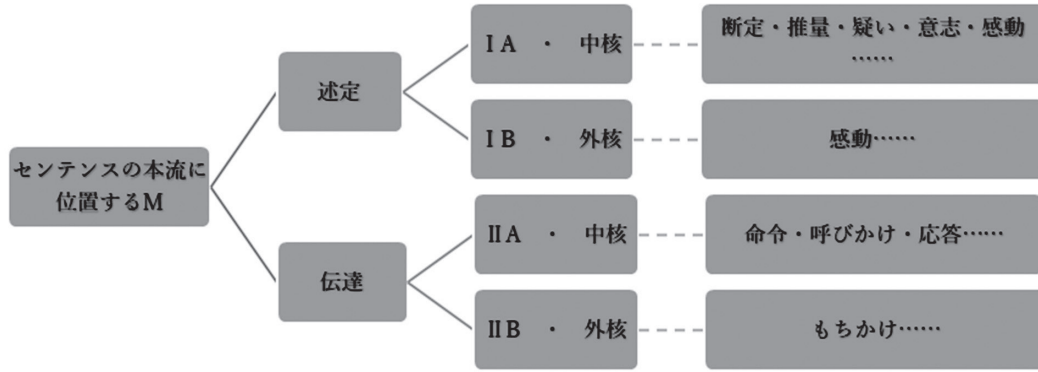 センテンスの本流に
位置するM
述定
伝達
ⅠA ・ 中核
断定・推量・疑い・意志・感動
……
ⅠB ・ 外核
感動……
ⅡA ・ 中核
命令・呼びかけ・応答……
ⅡB ・ 外核
もちかけ……